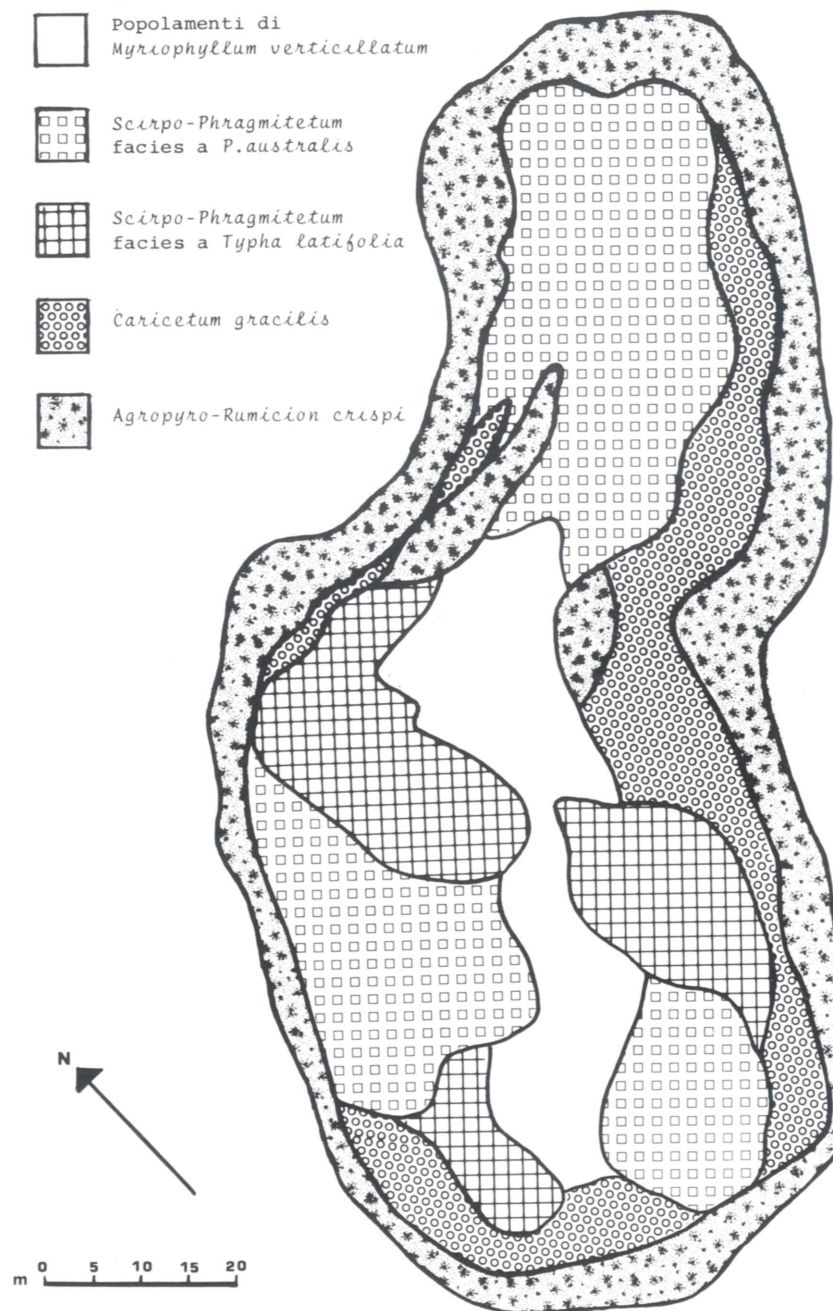 Popolamenti di
Myriophyllum verticillatum
Scirpo-Phragmitetum
facies a P.australis
Scirpo-Phragmitetum
facies a Typha latifolia
Caricetum gracilis
Agropyro-Rumicion crispi
N
m 0 5 10 15 20